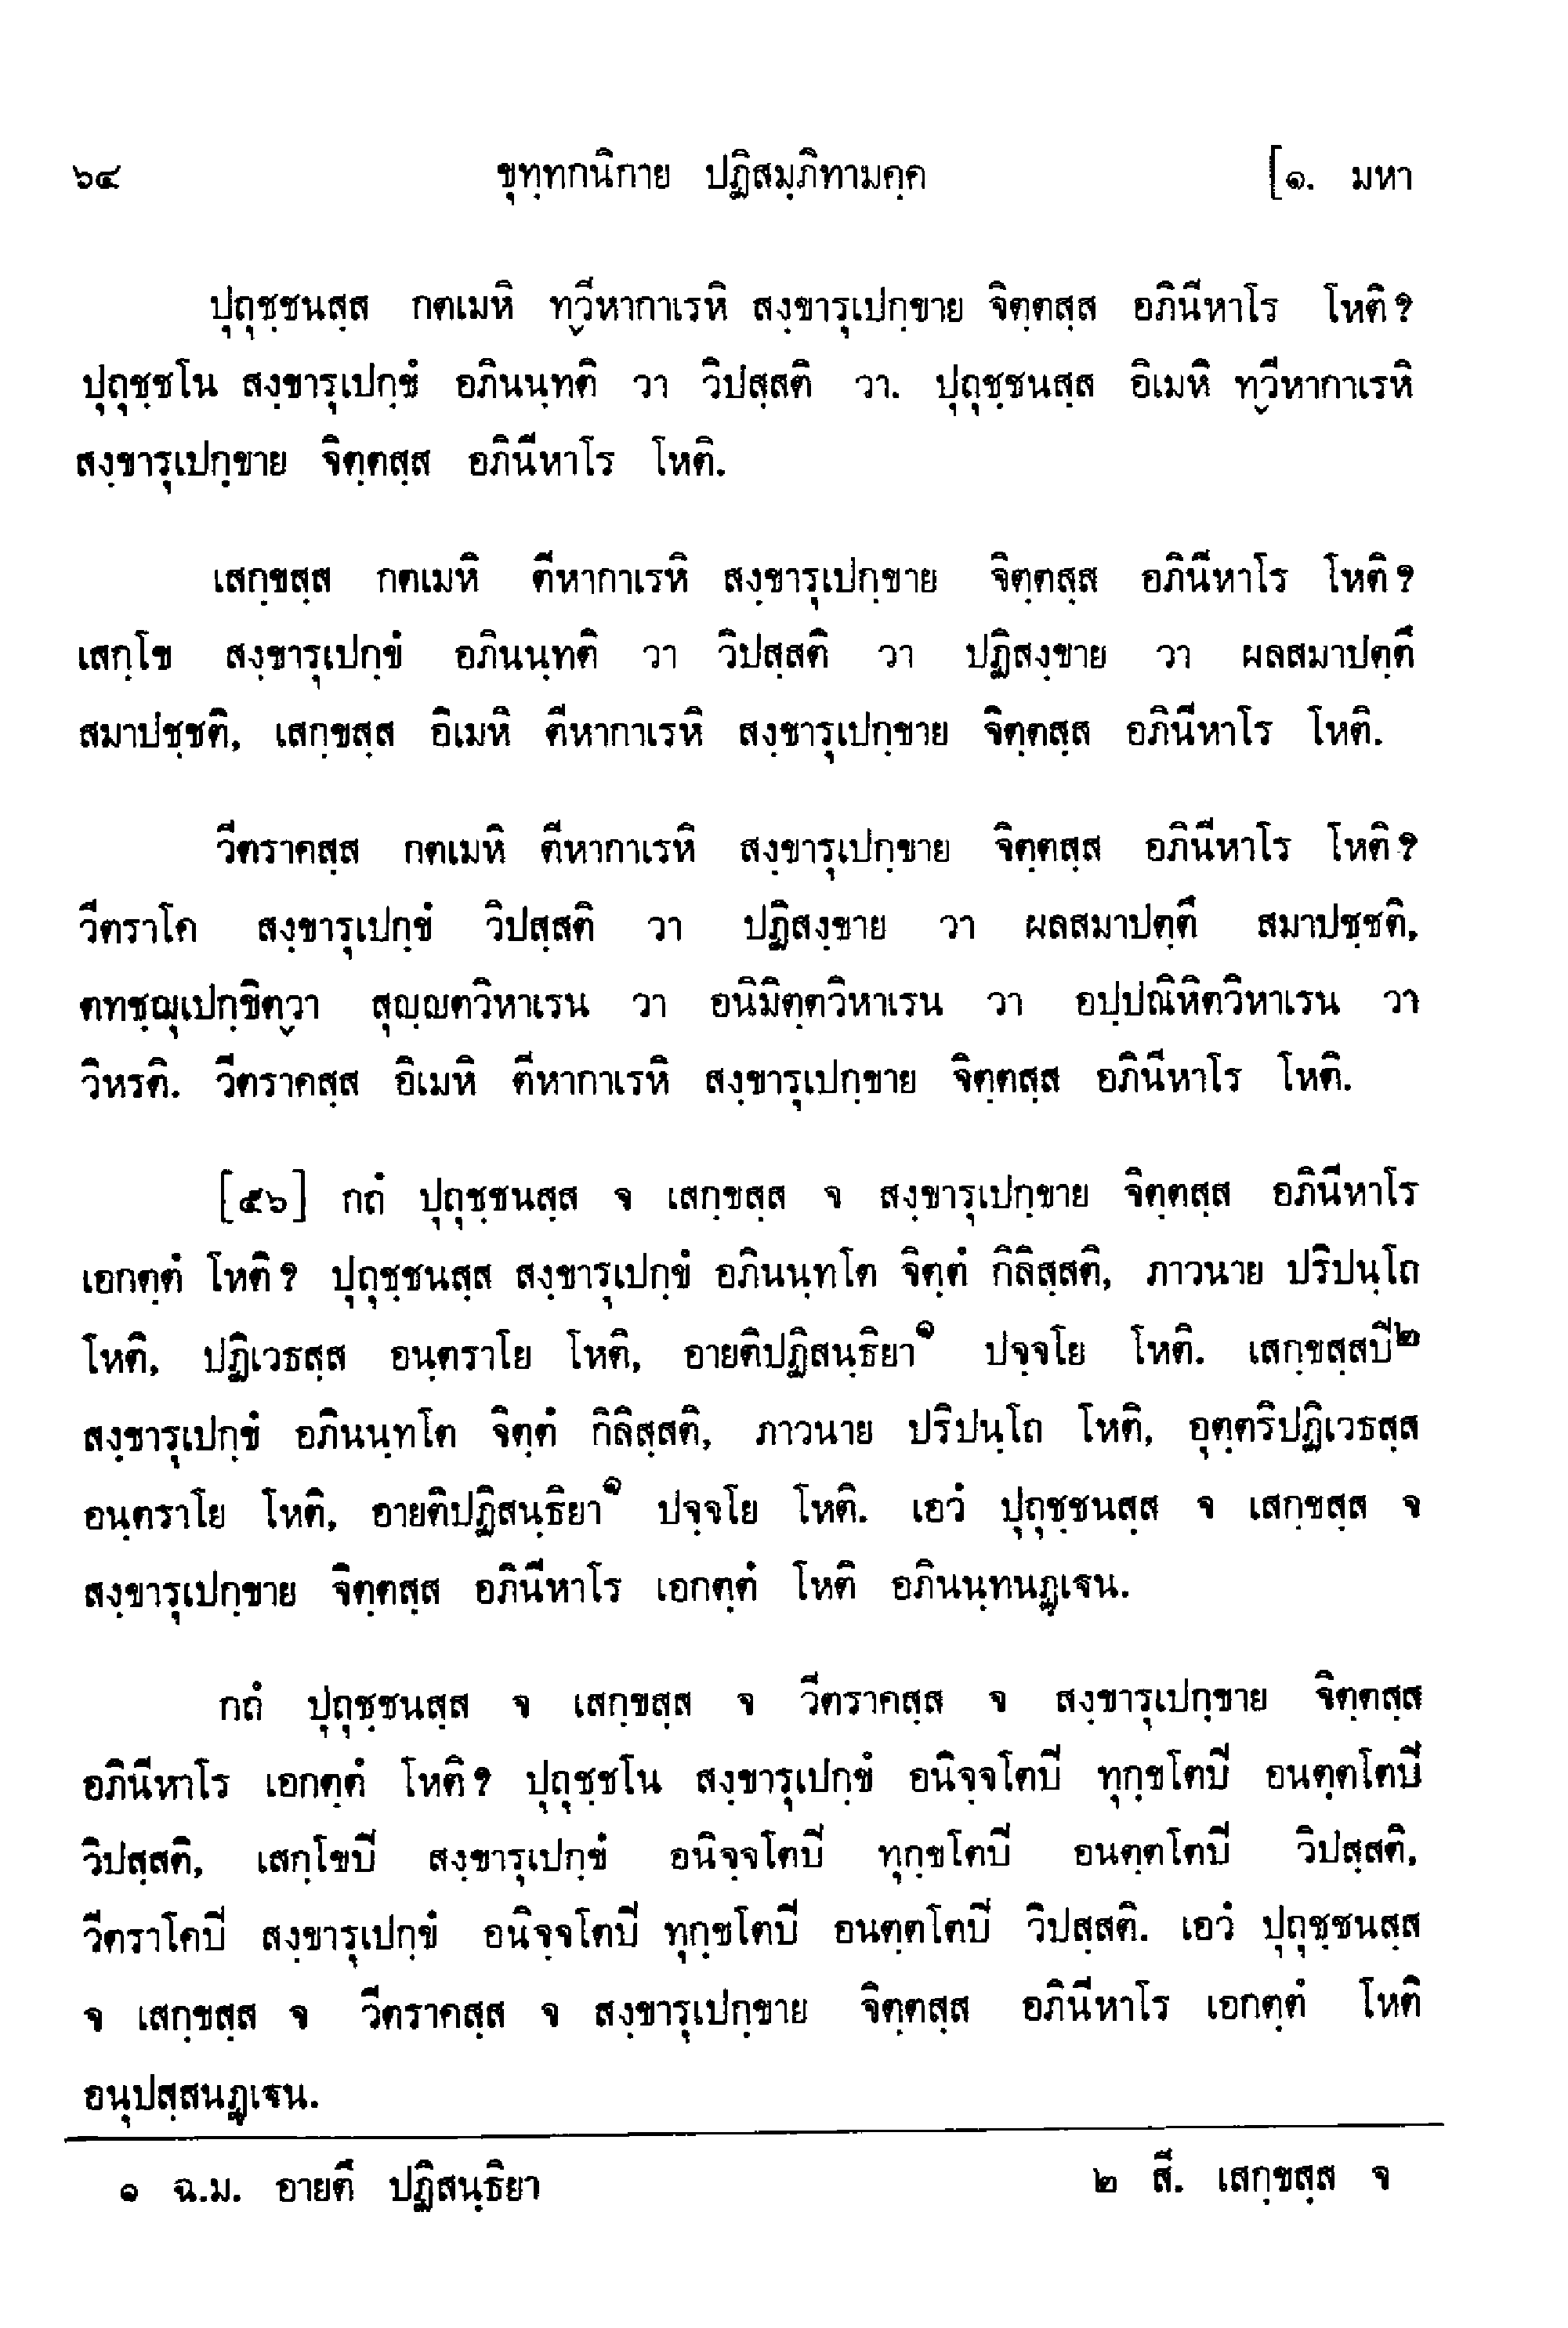 ๖๔ ขุทฺทกนิกาย ปฏิสมฺภิทามคฺค [๑. มหา
ปุถุชฺชนสฺส กตเมหิ ทฺวีหากาเรหิ สงฺขารุเปกฺขาย จิตฺตสฺส อภินีหาโร โหติ?
ปุถุชฺชโน สงฺขารุเปกฺขํ อภินนฺทติ วา วิปสฺสติ วา. ปุถุชฺชนสฺส อิเมหิ ทฺวีหากาเรหิ
สงฺขารุเปกฺขาย จิตฺตสฺส อภินีหาโร โหติ.
เสกฺขสฺส กตเมหิ ตีหากาเรหิ สงฺขารุเปกฺขาย จิตฺตสฺส อภินีหาโร โหติ?
เสกฺโข สงฺขารุเปกฺขํ อภินนฺทติ วา วิปสฺสติ วา ปฏิสงฺขาย วา ผลสมาปตฺตึ
สมาปชฺชติ, เสกฺขสฺส อิเมหิ ตีหากาเรหิ สงฺขารุเปกฺขาย จิตฺตสฺส อภินีหาโร โหติ.
วีตราคสฺส กตเมหิ ตีหากาเรหิ สงฺขารุเปกฺขาย จิตฺตสฺส อภินีหาโร โหติ?
วีตราโค สงฺขารุเปกฺขํ วิปสฺสติ วา ปฏิสงฺขาย วา ผลสมาปตฺตึ สมาปชฺชติ,
ตทชฺฌุเปกฺขิตฺวา สุญฺญตวิหาเรน วา อนิมิตฺตวิหาเรน วา อปฺปณิหิตวิหาเรน วา
วิหรติ. วีตราคสฺส อิเมหิ ตีหากาเรหิ สงฺขารุเปกฺขาย จิตฺตสฺส อภินีหาโร โหติ.
[๕๖] กถํ ปุถุชฺชนสฺส จ เสกฺขสฺส จ สงฺขารุเปกฺขาย จิตฺตสฺส อภินีหาโร
เอกตฺตํ โหติ? ปุถุชฺชนสฺส สงฺขารุเปกฺขํ อภินนฺทโต จิตฺตํ กิลิสฺสติ, ภาวนาย ปริปนฺโถ
โหติ, ปฏิเวธสฺส อนฺตราโย โหติ, อายติปฏิสนฺธิยา๑ ปจฺจโย โหติ. เสกฺขสฺสปี๒
สงฺขารุเปกฺขํ อภินนฺทโต จิตฺตํ กิลิสฺสติ, ภาวนาย ปริปนฺโถ โหติ, อุตฺตริปฏิเวธสฺส
อนฺตราโย โหติ, อายติปฏิสนฺธิยา๑ ปจฺจโย โหติ. เอวํ ปุถุชฺชนสฺส จ เสกฺขสฺส จ
สงฺขารุเปกฺขาย จิตฺตสฺส อภินีหาโร เอกตฺตํ โหติ อภินนฺทนฏฺเฐน.
กถํ ปุถุชฺชนสฺส จ เสกฺขสฺส จ วีตราคสฺส จ สงฺขารุเปกฺขาย จิตฺตสฺส
อภินีหาโร เอกตฺตํ โหติ? ปุถุชฺชโน สงฺขารุเปกฺขํ อนิจฺจโตปี ทุกฺขโตปี อนตฺตโตปี
วิปสฺสติ, เสกฺโขปี สงฺขารุเปกฺขํ อนิจฺจโตปี ทุกฺขโตปี อนตฺตโตปี วิปสฺสติ,
วีตราโคปี สงฺขารุเปกฺขํ อนิจฺจโตปี ทุกฺขโตปี อนตฺตโตปี วิปสฺสติ. เอวํ ปุถุชฺชนสฺส
จ เสกฺขสฺส จ วีตราคสฺส จ สงฺขารุเปกฺขาย จิตฺตสฺส อภินีหาโร เอกตฺตํ โหติ
อนุปสฺสนฏฺเฐน.
๑ ฉ.ม. อายตึ ปฏิสนฺธิยา ๒ สี. เสกฺขสฺส จ